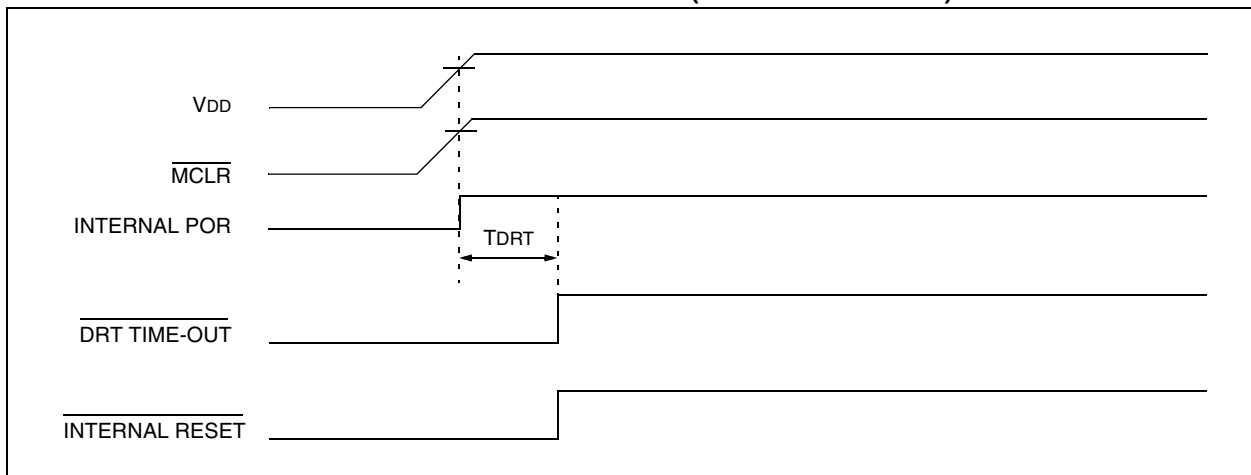 VDD
MCLR
INTERNAL POR
TDRT
DRT TIME-OUT
INTERNAL RESET